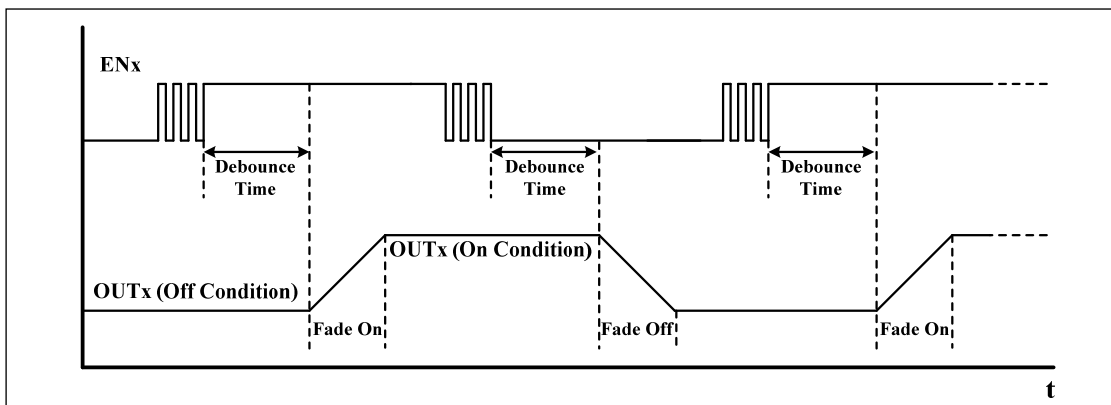 ENx
Debounce
Time
Debounce
Time
Debounce
Time
OUTx (On Condition)
OUTx (Off Condition)
Fade On
Fade Off
Fade On
t